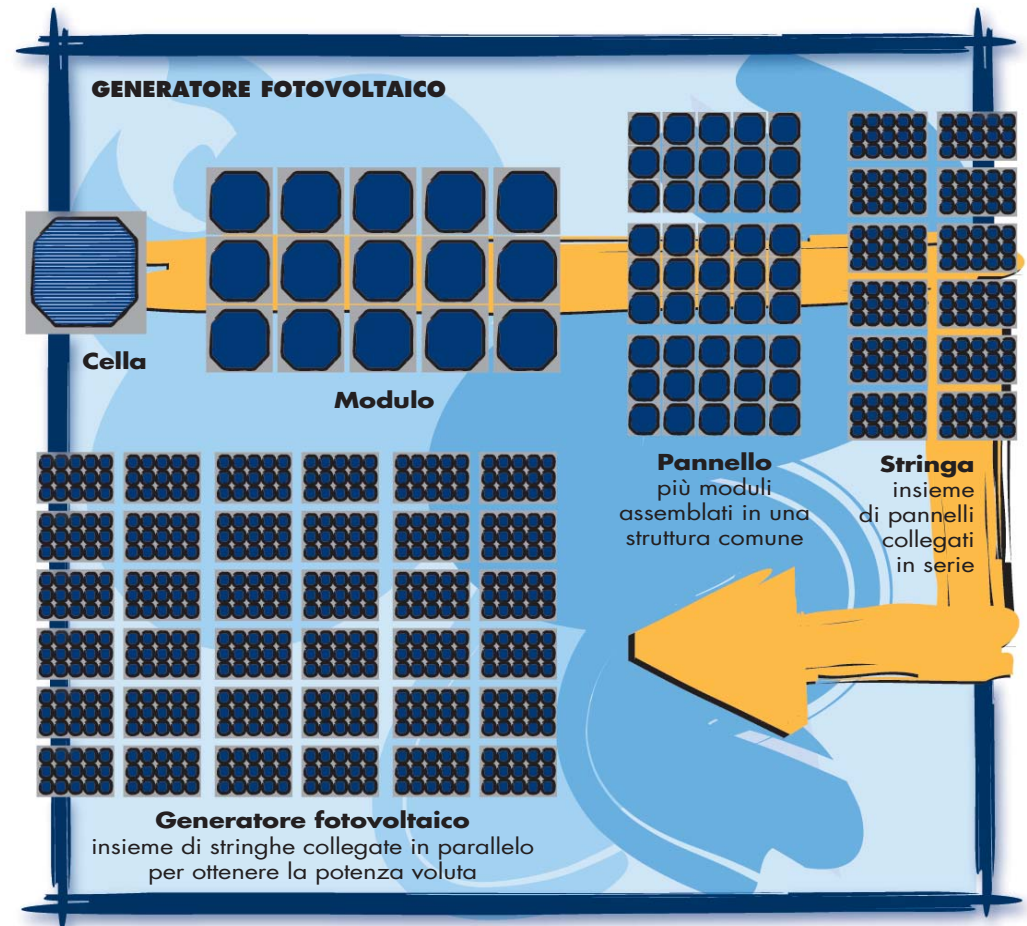 GENERATORE FOTOVOLTAICO
Cella
Modulo
Pannello
più moduli
assemblati in una
struttura comune
Stringa
insieme
di pannelli
collegati
in serie
Generatore fotovoltaico
insieme di stringhe collegate in parallelo
per ottenere la potenza voluta